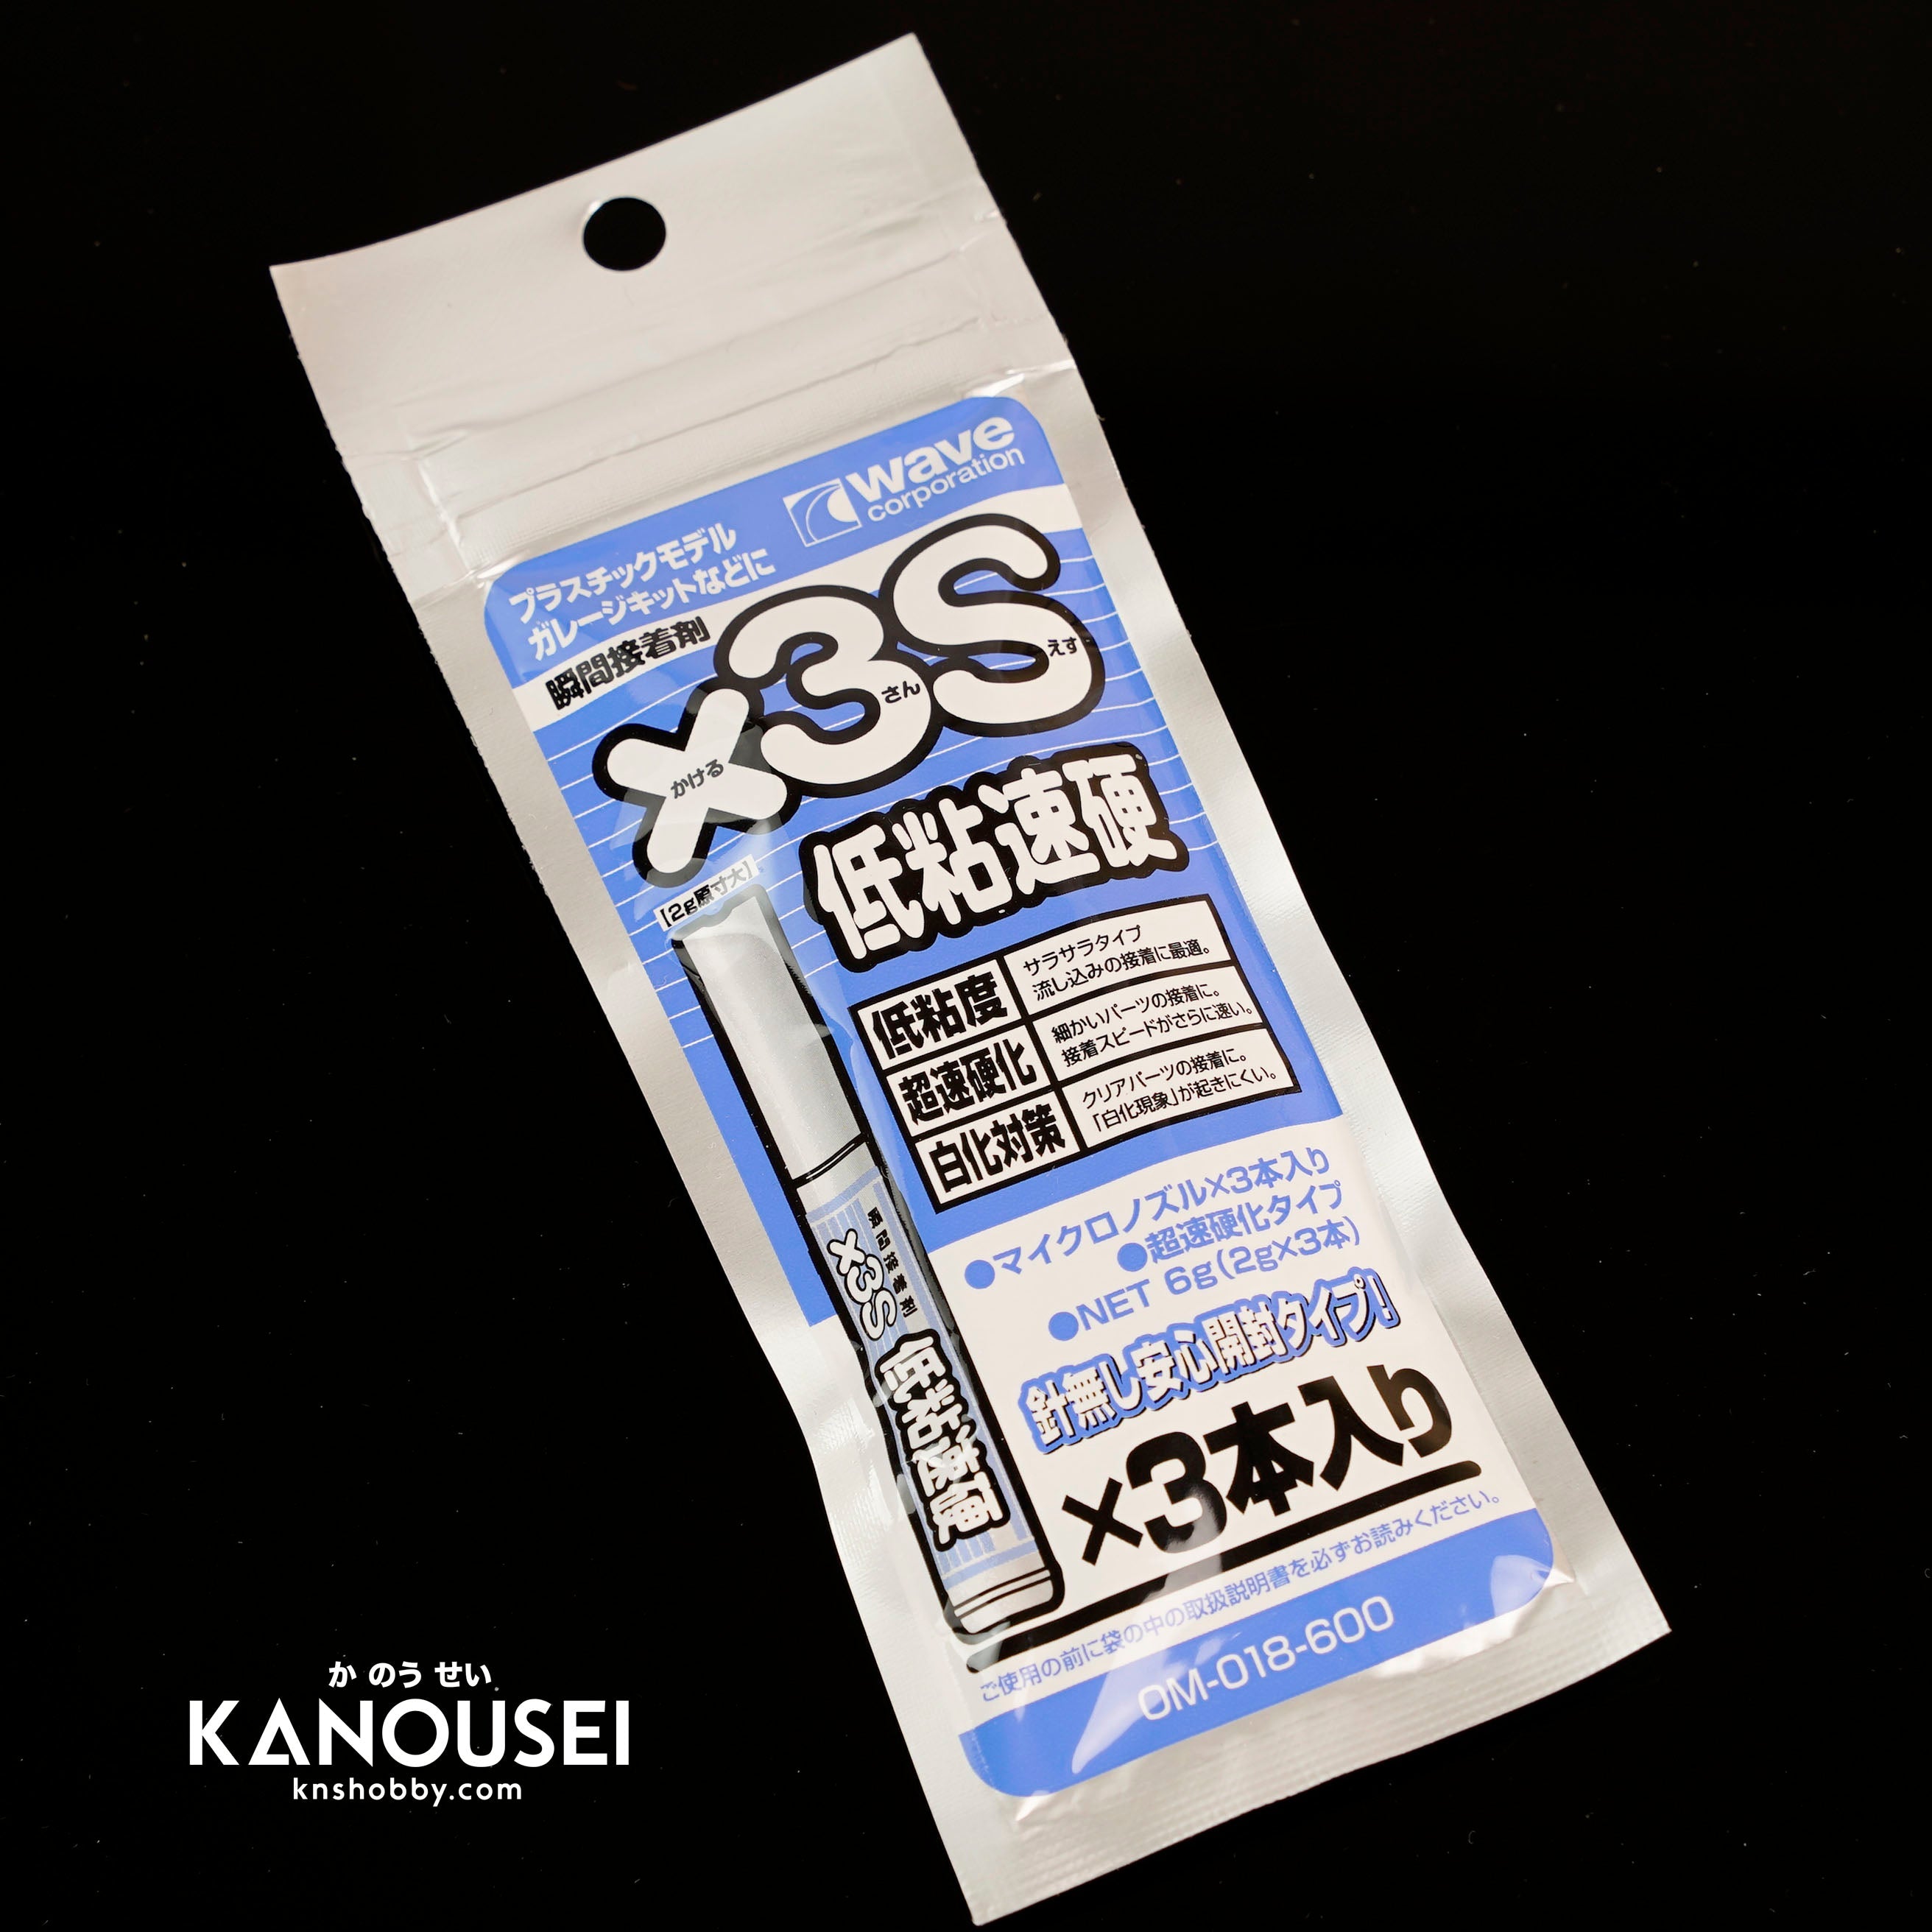 wave
corporation
プラスチックモデル
ガレージキットなどに
瞬間接着剤
×3S
かける
さん
えす
低粘速硬
【2g原寸大】
低粘度
サラサラタイプ
流し込みの接着に最適。
超速硬化
細かいパーツの接着に。
接着スピードがさらに速い。
白化対策
クリアパーツの接着に。
「白化現象」が起きにくい。
瞬間接着剤
×3S
低粘速硬
●マイクロノズル×3本入り
●超速硬化タイプ
●NET 6g(2g×3本)
針無し安心開封タイプ!
×3本入り
ご使用の前に袋の中の取扱説明書を必ずお読みください。
OM-018-600
か のう せい
KANOUSEI
knshobby.com